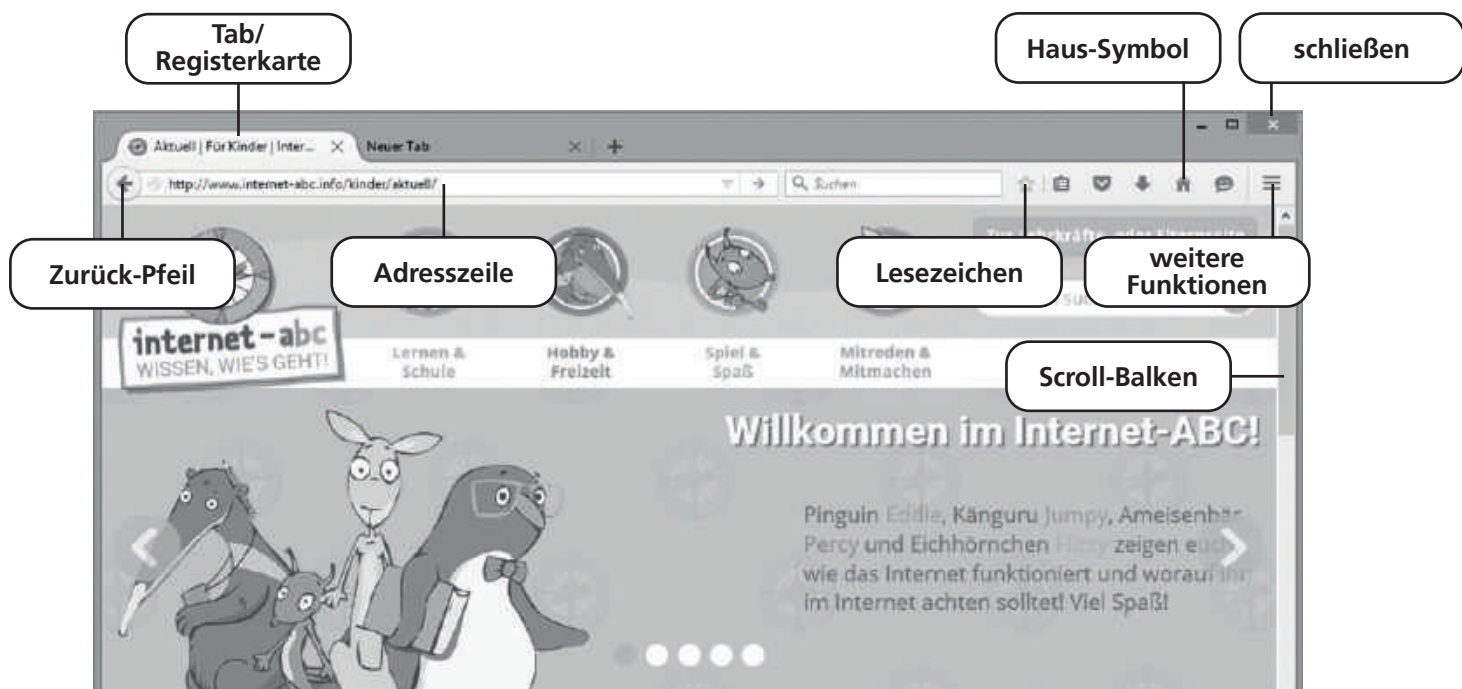 Tab/
Registerkarte
Haus-Symbol
schließen
Aktuell | Für Kinder | Inter...
Neuer Tab
http://www.internet-abc.info/kinder/aktuell/
Suchen
Zurück-Pfeil
Adresszeile
Lesezeichen
weitere
Funktionen
internet-abc
WISSEN, WIE'S GEHT!
Lernen &
Schule
Hobby &
Freizeit
Spiel &
Spaß
Mitreden &
Mitmachen
Scroll-Balken
Willkommen im Internet-ABC!
Pinguin Eddie, Känguru Jumpy, Ameisenbär
Percy und Eichhörnchen Flizzy zeigen euch
wie das Internet funktioniert und worauf ihr
im Internet achten solltet! Viel Spaß!